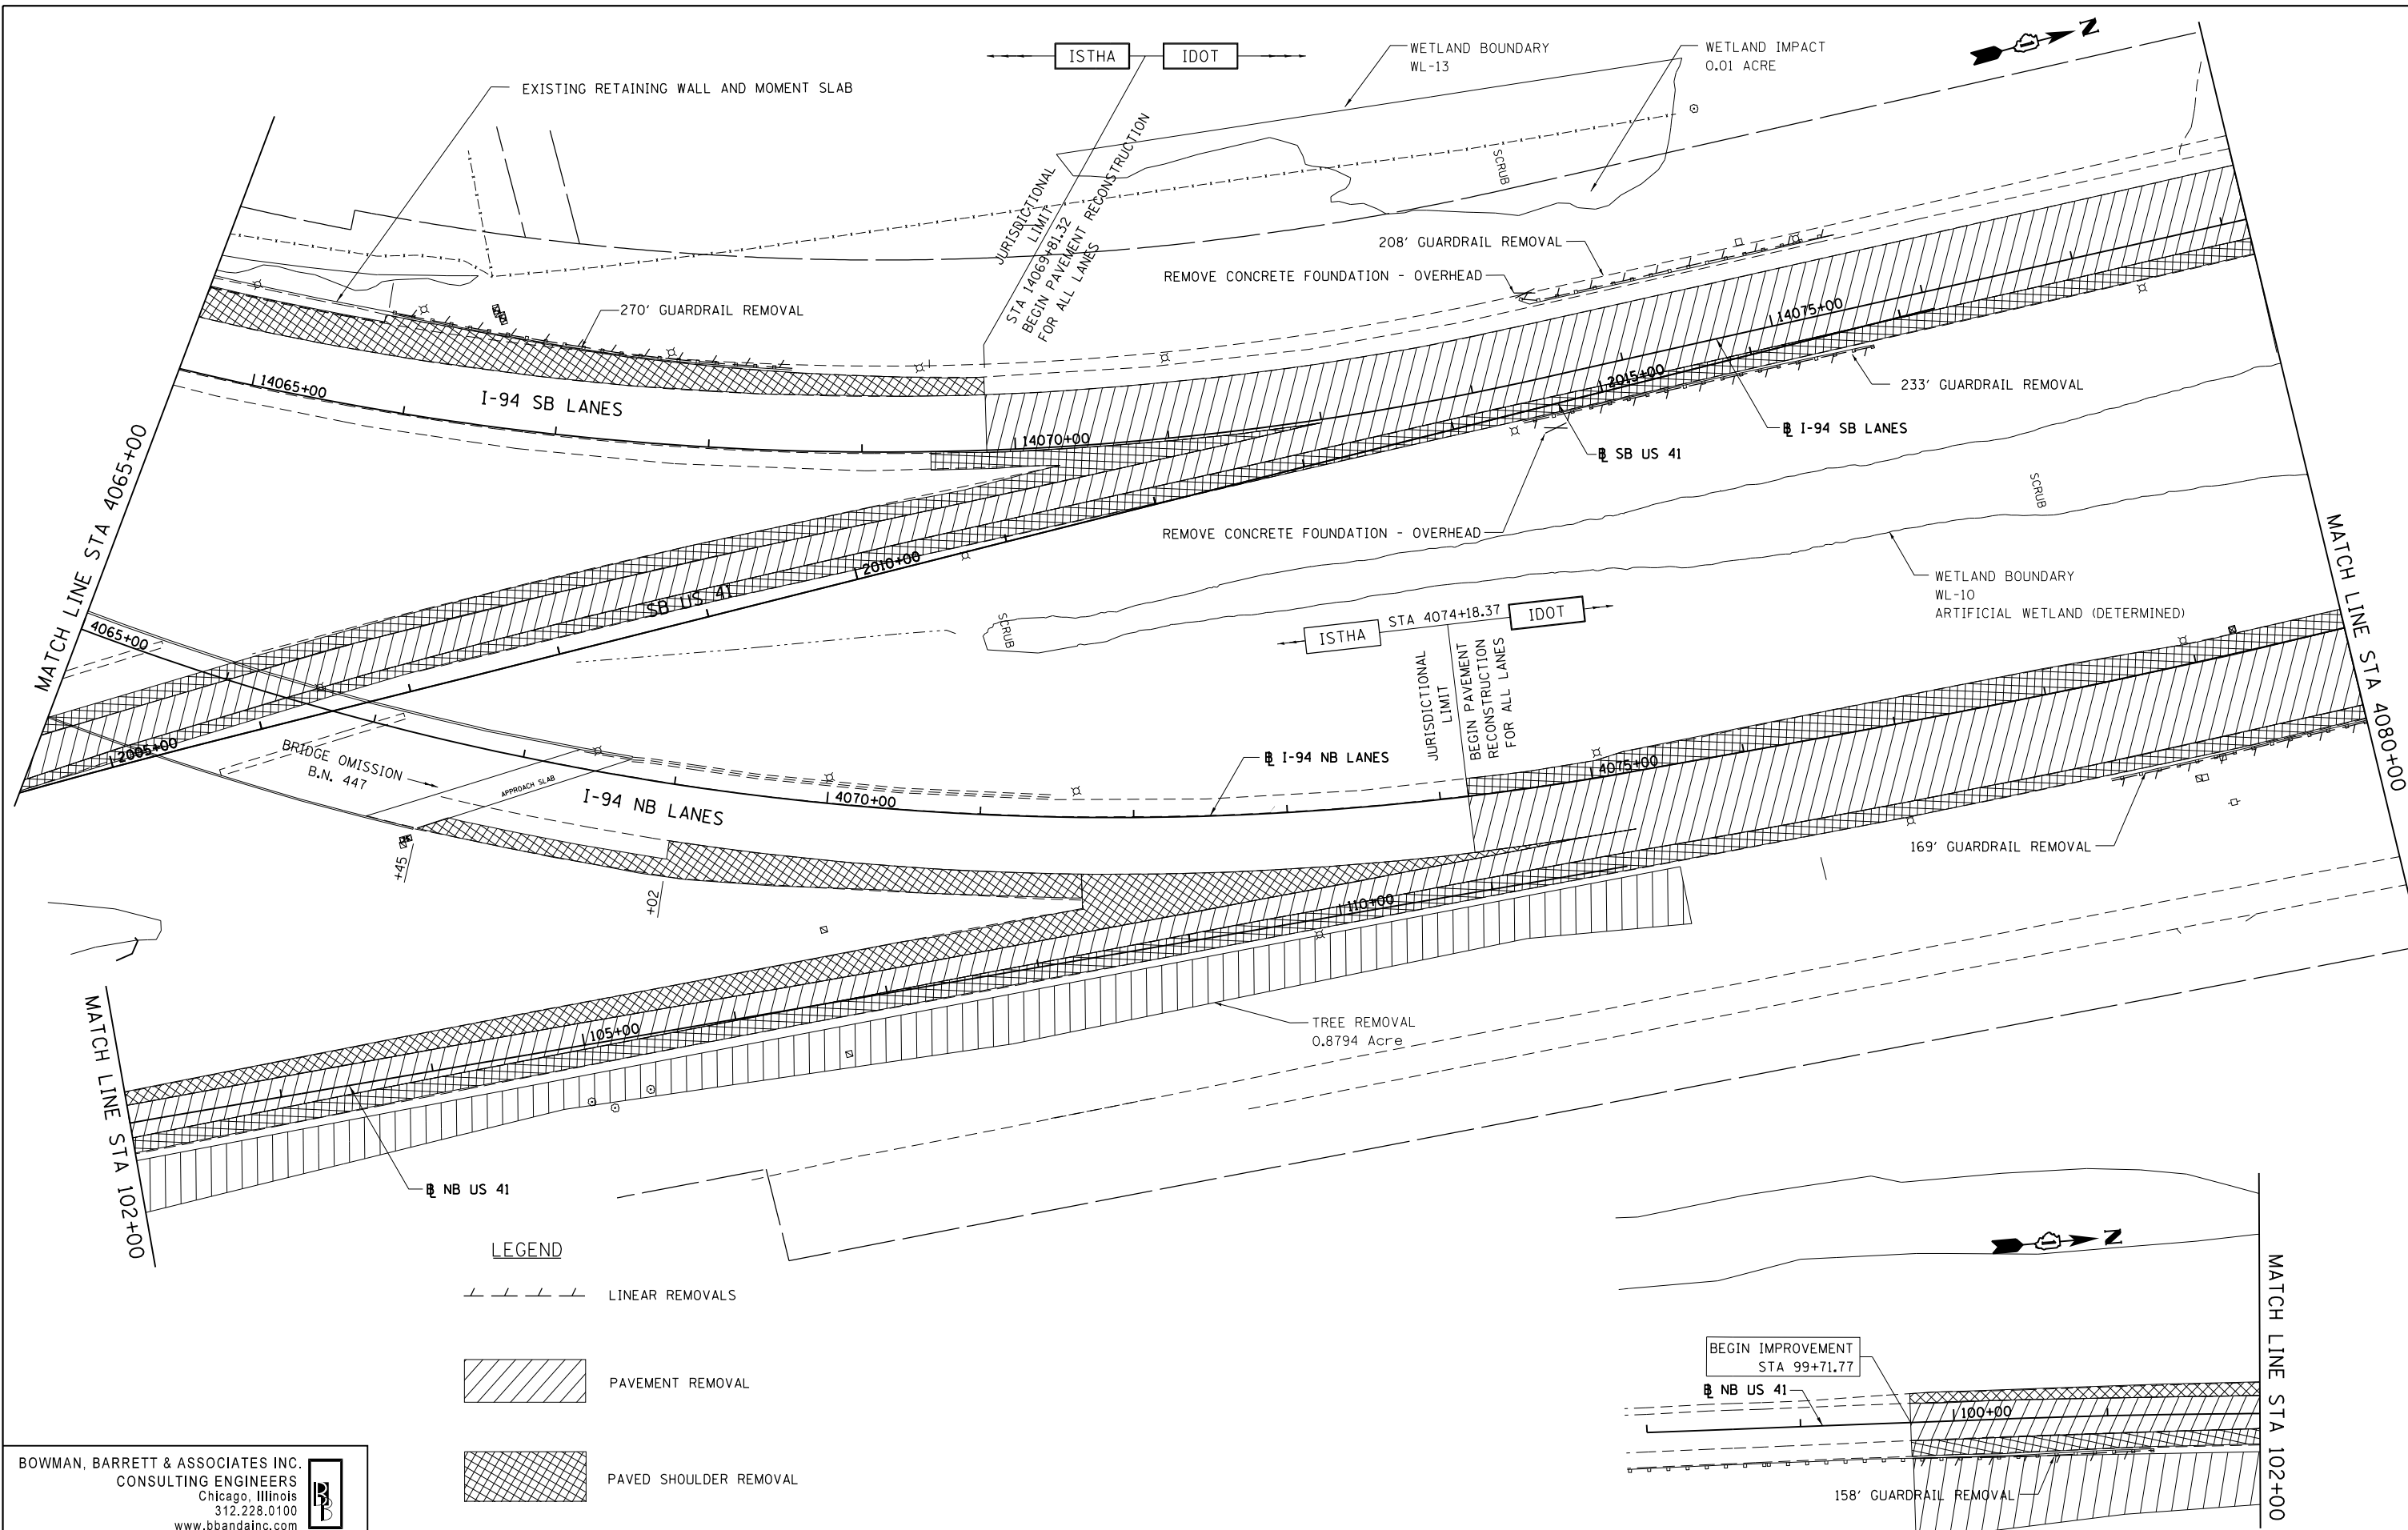 ISTHA
IDOT
WETLAND BOUNDARY
WL-13
WETLAND IMPACT
0.01 ACRE
N
EXISTING RETAINING WALL AND MOMENT SLAB
JURISDICTIONAL
LIMIT
STA 14069+81.32
BEGIN PAVEMENT RECONSTRUCTION
FOR ALL LANES
SCRUB
208' GUARDRAIL REMOVAL
REMOVE CONCRETE FOUNDATION - OVERHEAD
270' GUARDRAIL REMOVAL
14075+00
14065+00
I-94 SB LANES
2015+00
233' GUARDRAIL REMOVAL
14070+00
℄ I-94 SB LANES
℄ SB US 41
MATCH LINE STA 4065+00
SCRUB
REMOVE CONCRETE FOUNDATION - OVERHEAD
2010+00
WETLAND BOUNDARY
WL-10
ARTIFICIAL WETLAND (DETERMINED)
SB US 41
MATCH LINE STA 4080+00
4065+00
SCRUB
ISTHA
STA 4074+18.37
IDOT
JURISDICTIONAL
LIMIT
BEGIN PAVEMENT
RECONSTRUCTION
FOR ALL LANES
2005+00
BRIDGE OMISSION
B.N. 447
℄ I-94 NB LANES
4075+00
APPROACH SLAB
I-94 NB LANES
4070+00
169' GUARDRAIL REMOVAL
+45
+02
110+00
105+00
TREE REMOVAL
0.8794 Acre
MATCH LINE STA 102+00
℄ NB US 41
LEGEND
LINEAR REMOVALS
PAVEMENT REMOVAL
PAVED SHOULDER REMOVAL
N
MATCH LINE STA 102+00
BEGIN IMPROVEMENT
STA 99+71.77
℄ NB US 41
100+00
158' GUARDRAIL REMOVAL
BOWMAN, BARRETT & ASSOCIATES INC.
CONSULTING ENGINEERS
Chicago, Illinois
312.228.0100
www.bbandainc.com